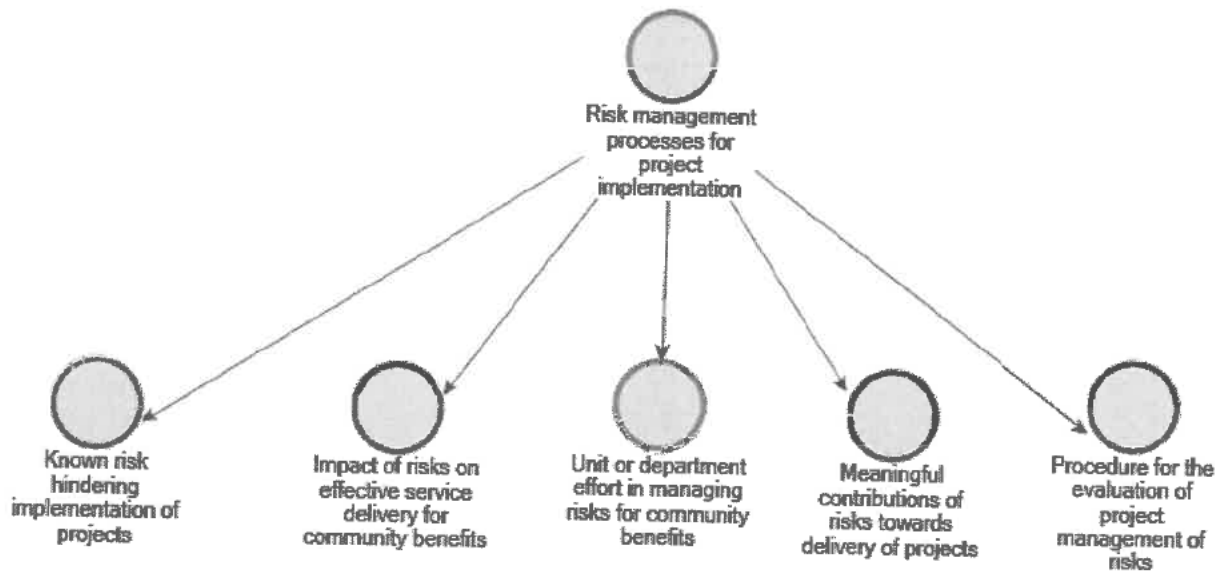 Risk management
processes for
project
implementation
Known risk
hindering
implementation of
projects
Impact of risks on
effective service
delivery for
community benefits
Unit or department
effort in managing
risks for community
benefits
Meaningful
contributions of
risks towards
delivery of projects
Procedure for the
evaluation of
project
management of
risks